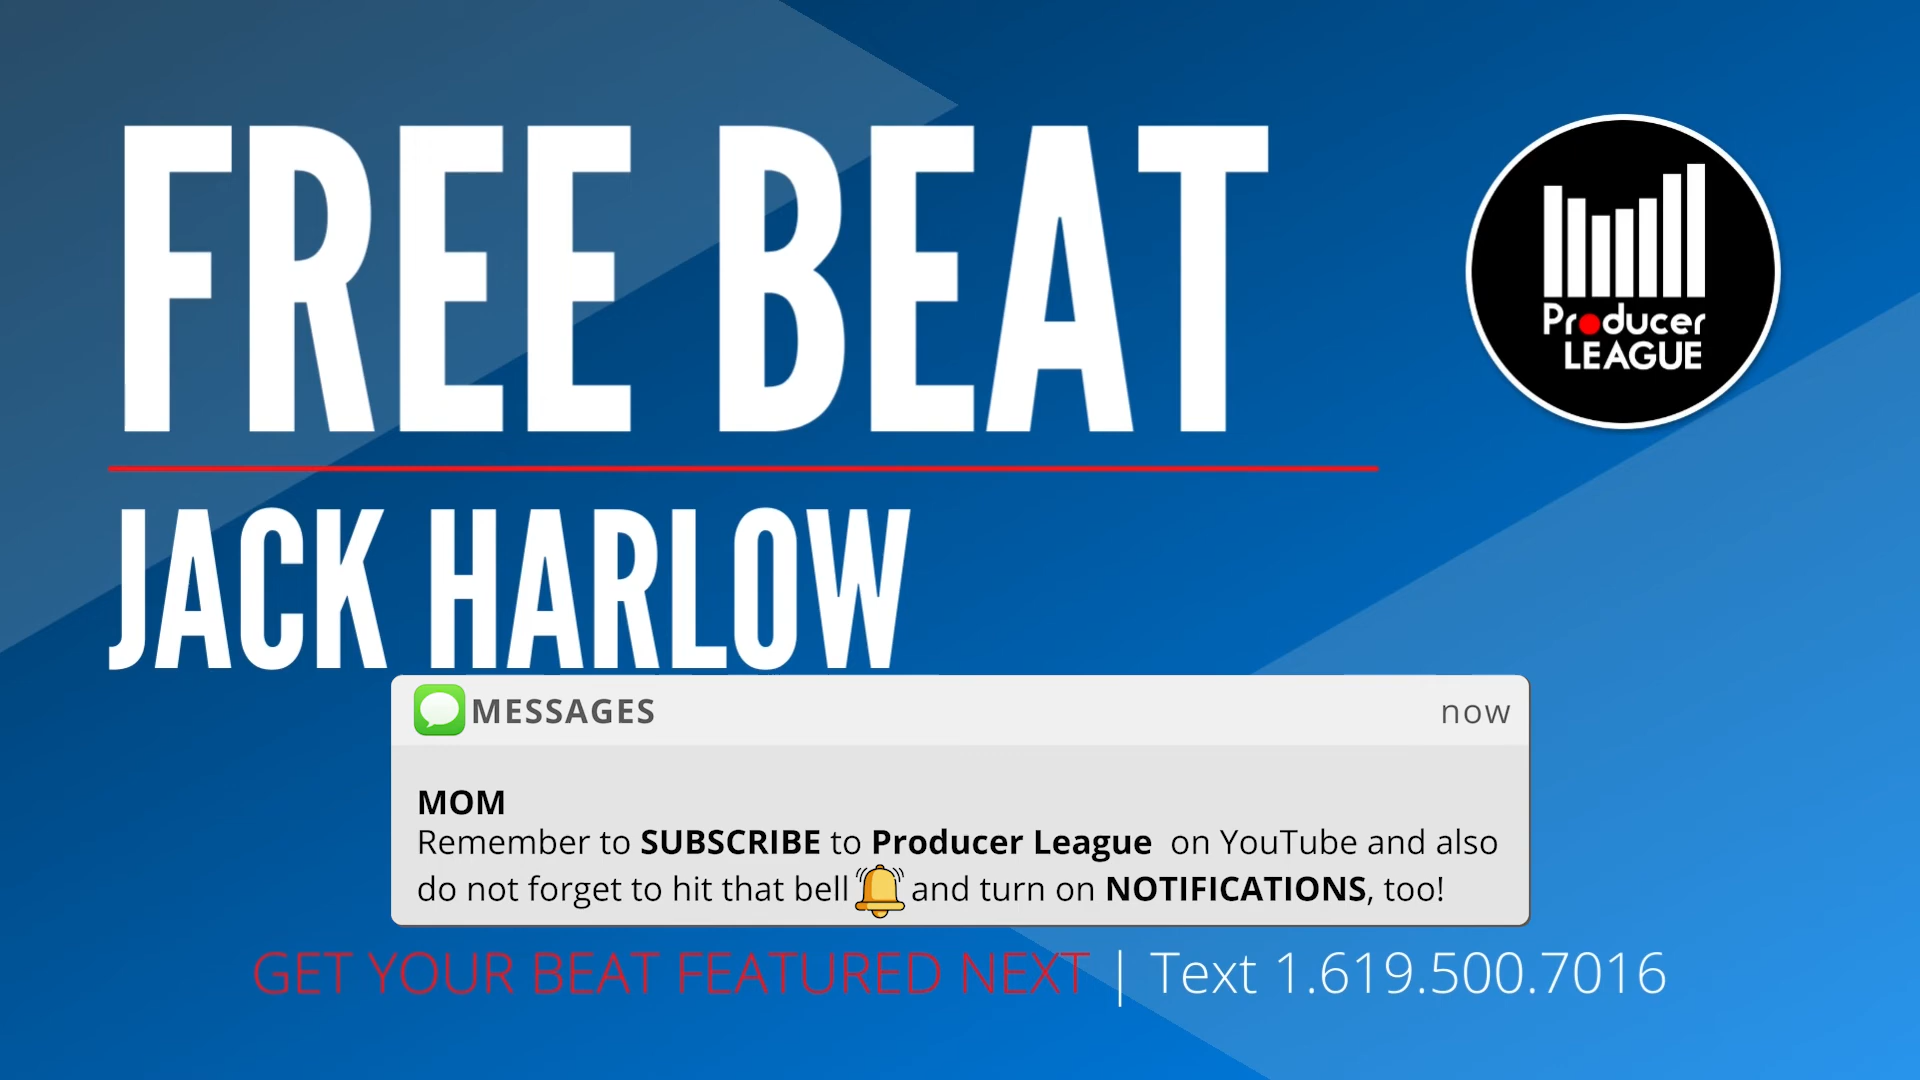 FREE BEAT
Producer
LEAGUE
JACK HARLOW
MESSAGES
now
MOM
Remember to SUBSCRIBE to Producer League on YouTube and also
do not forget to hit that bell and turn on NOTIFICATIONS, too!
GET YOUR BEAT FEATURED NEXT | Text 1.619.500.7016